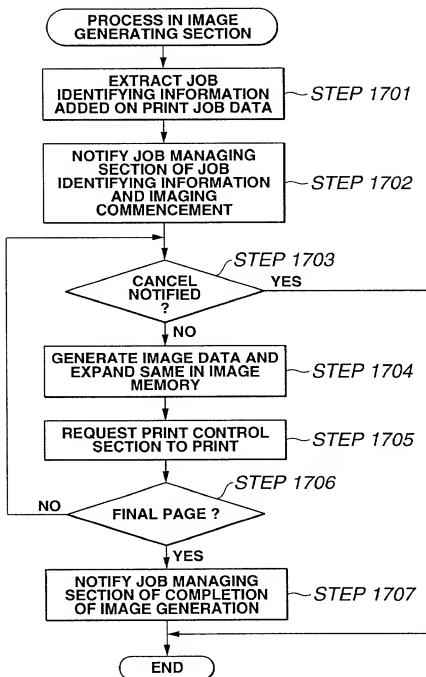 PROCESS IN IMAGE
GENERATING SECTION
EXTRACT JOB
IDENTIFYING INFORMATION
ADDED ON PRINT JOB DATA
STEP 1701
NOTIFY JOB MANAGING
SECTION OF JOB
IDENTIFYING INFORMATION
AND IMAGING
COMMENCEMENT
STEP 1702
STEP 1703
CANCEL
NOTIFIED
?
YES
NO
GENERATE IMAGE DATA AND
EXPAND SAME IN IMAGE
MEMORY
STEP 1704
REQUEST PRINT CONTROL
SECTION TO PRINT
STEP 1705
STEP 1706
NO
FINAL PAGE ?
YES
NOTIFY JOB MANAGING
SECTION OF COMPLETION
OF IMAGE GENERATION
STEP 1707
END